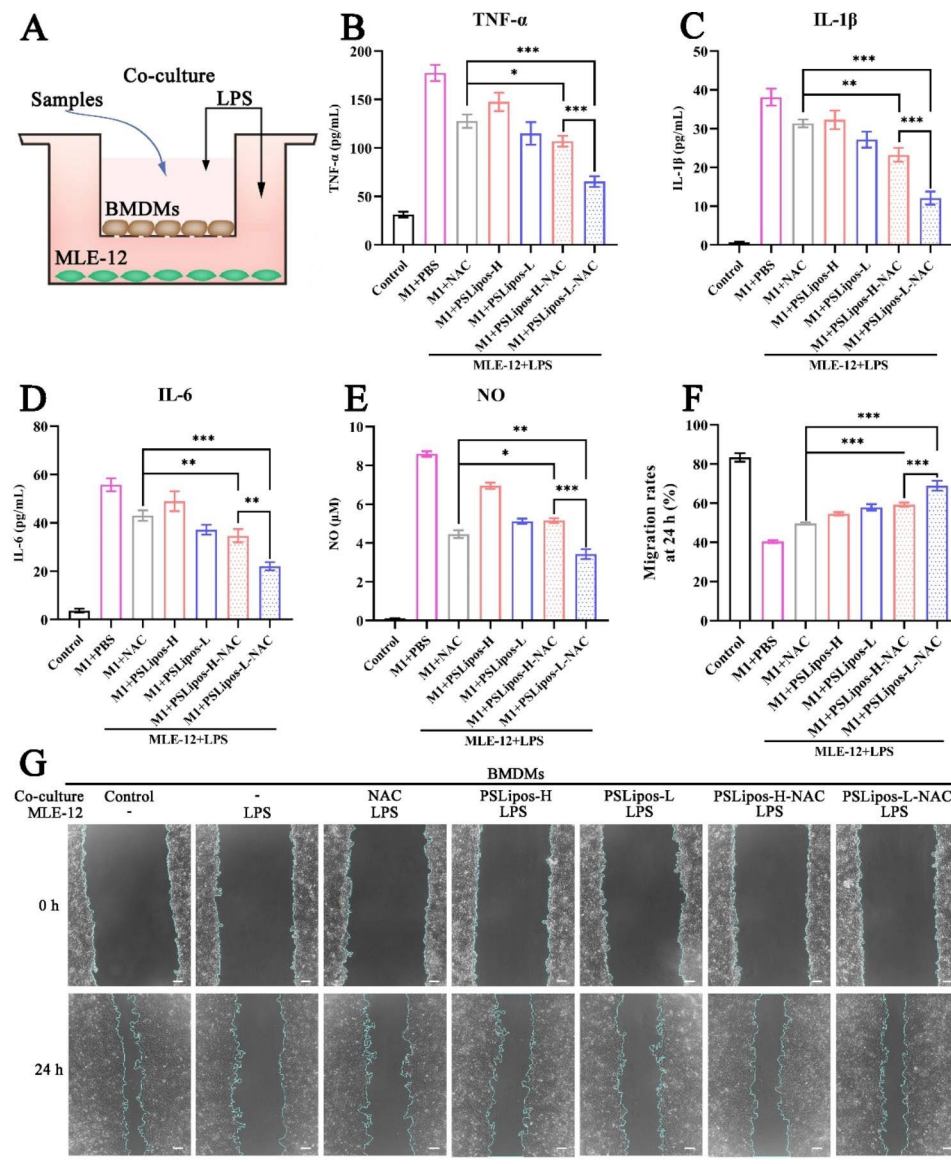 A
Co-culture
Samples
LPS
BMDMs
MLE-12
B
TNF-α
TNF-α (pg/mL)
200
150
100
50
0
***
*
***
Control
M1+PBS
M1+NAC
M1+PSLipos-H
M1+PSLipos-L
M1+PSLipos-H-NAC
M1+PSLipos-L-NAC
MLE-12+LPS
C
IL-1β
IL-1β (pg/mL)
50
40
30
20
10
0
***
**
***
Control
M1+PBS
M1+NAC
M1+PSLipos-H
M1+PSLipos-L
M1+PSLipos-H-NAC
M1+PSLipos-L-NAC
MLE-12+LPS
D
IL-6
IL-6 (pg/mL)
80
60
40
20
0
***
**
**
Control
M1+PBS
M1+NAC
M1+PSLipos-H
M1+PSLipos-L
M1+PSLipos-H-NAC
M1+PSLipos-L-NAC
MLE-12+LPS
E
NO
NO (μM)
10
8
6
4
2
0
**
*
***
Control
M1+PBS
M1+NAC
M1+PSLipos-H
M1+PSLipos-L
M1+PSLipos-H-NAC
M1+PSLipos-L-NAC
MLE-12+LPS
F
Migration rates
at 24 h (%)
100
80
60
40
20
0
***
***
***
Control
M1+PBS
M1+NAC
M1+PSLipos-H
M1+PSLipos-L
M1+PSLipos-H-NAC
M1+PSLipos-L-NAC
MLE-12+LPS
G
BMDMs
Co-culture Control - NAC PSLipos-H PSLipos-L PSLipos-H-NAC PSLipos-L-NAC
MLE-12 - LPS LPS LPS LPS LPS LPS
0 h
24 h